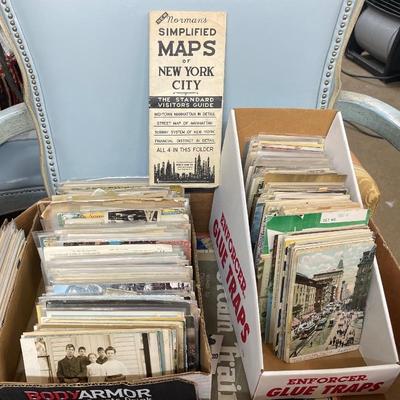 NEW
Norman's
SIMPLIFIED
MAPS
of
NEW YORK
CITY
THE STANDARD
VISITORS GUIDE
MID-TOWN MANHATTAN IN DETAIL
STREET MAP OF MANHATTAN
SUBWAY SYSTEM OF NEW YORK
FINANCIAL DISTRICT IN DETAIL
ALL 4 IN THIS FOLDER
ENFORCER
GLUE TRAPS
ENFORCER
GLUE TRAPS
BODYARMOR